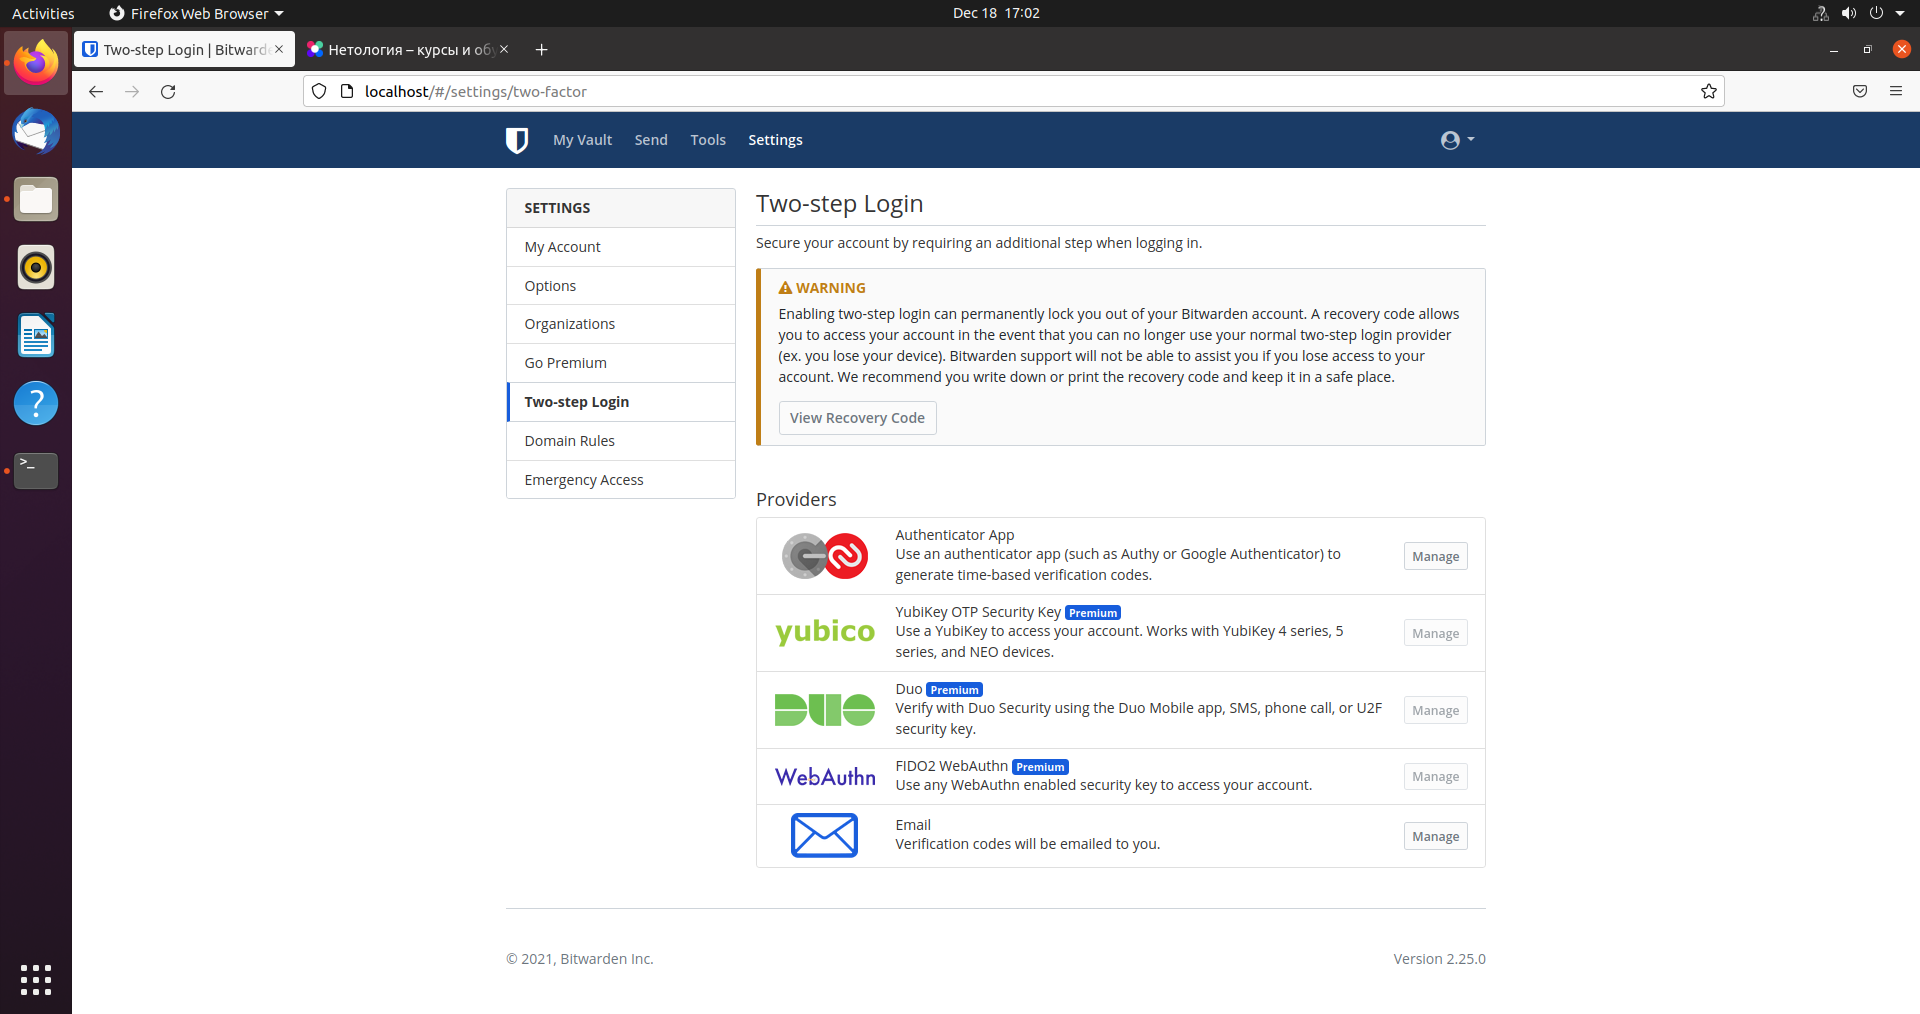 Activities
Firefox Web Browser
Dec 18 17:02
Two-step Login | Bitwarde
Нетология – курсы и обу
localhost/#/settings/two-factor
My Vault
Send
Tools
Settings
SETTINGS
My Account
Options
Organizations
Go Premium
Two-step Login
Domain Rules
Emergency Access
Two-step Login
Secure your account by requiring an additional step when logging in.
WARNING
Enabling two-step login can permanently lock you out of your Bitwarden account. A recovery code allows
you to access your account in the event that you can no longer use your normal two-step login provider
(ex. you lose your device). Bitwarden support will not be able to assist you if you lose access to your
account. We recommend you write down or print the recovery code and keep it in a safe place.
View Recovery Code
Providers
Authenticator App
Use an authenticator app (such as Authy or Google Authenticator) to
generate time-based verification codes.
Manage
yubico
YubiKey OTP Security Key Premium
Use a YubiKey to access your account. Works with YubiKey 4 series, 5
series, and NEO devices.
Manage
DUO
Duo Premium
Verify with Duo Security using the Duo Mobile app, SMS, phone call, or U2F
security key.
Manage
WebAuthn
FIDO2 WebAuthn Premium
Use any WebAuthn enabled security key to access your account.
Manage
Email
Verification codes will be emailed to you.
Manage
© 2021, Bitwarden Inc.
Version 2.25.0